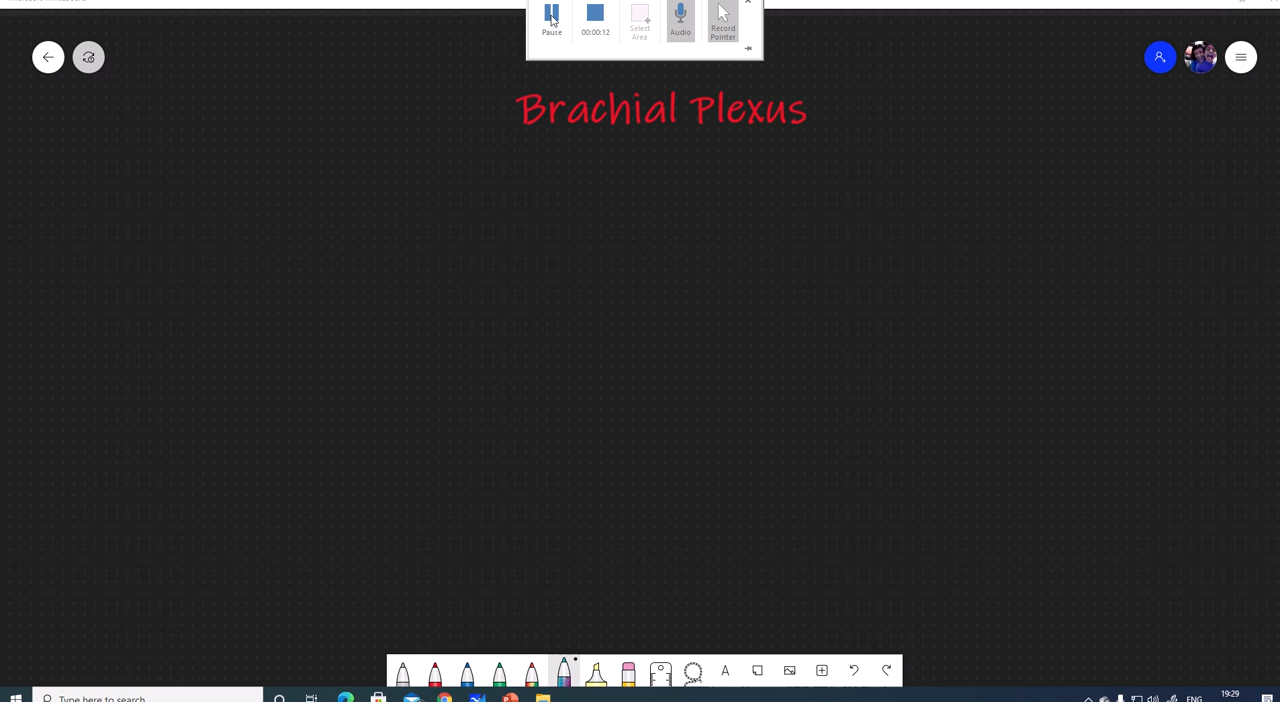 Pause
00:00:12
Select
Area
Audio
Record
Pointer
Brachial Plexus
A
Type here to search
ENG
19:29